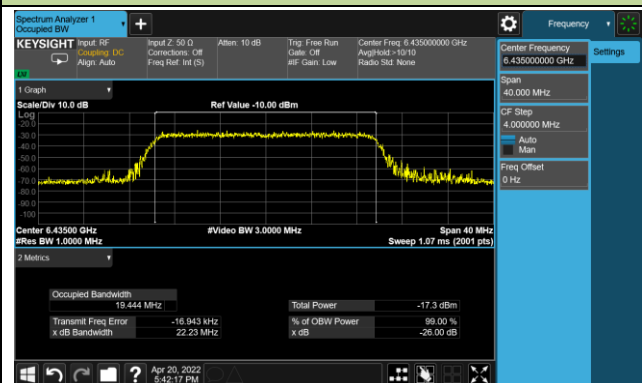 Spectrum Analyzer 1
Occupied BW
+
Frequency
KEYSIGHT
Input: RF
Coupling: DC
Align: Auto
Input Z: 50 Ω
Corrections: Off
Freq Ref: Int (S)
Atten: 10 dB
Trig: Free Run
Gate: Off
#IF Gain: Low
Center Freq: 6.435000000 GHz
Avg|Hold:>10/10
Radio Std: None
Center Frequency
6.435000000 GHz
Settings
Span
40.000 MHz
CF Step
4.000000 MHz
Auto
Man
Freq Offset
0 Hz
1 Graph
Scale/Div 10.0 dB
Ref Value -10.00 dBm
Log
-20.0
-30.0
-40.0
-50.0
-60.0
-70.0
-80.0
-90.0
-100
Center 6.43500 GHz
#Video BW 3.0000 MHz
Span 40 MHz
#Res BW 1.0000 MHz
Sweep 1.07 ms (2001 pts)
2 Metrics
Occupied Bandwidth
19.444 MHz
Total Power
-17.3 dBm
Transmit Freq Error
-16.943 kHz
% of OBW Power
99.00 %
x dB Bandwidth
22.23 MHz
x dB
-26.00 dB
?
Apr 20, 2022
5:42:17 PM